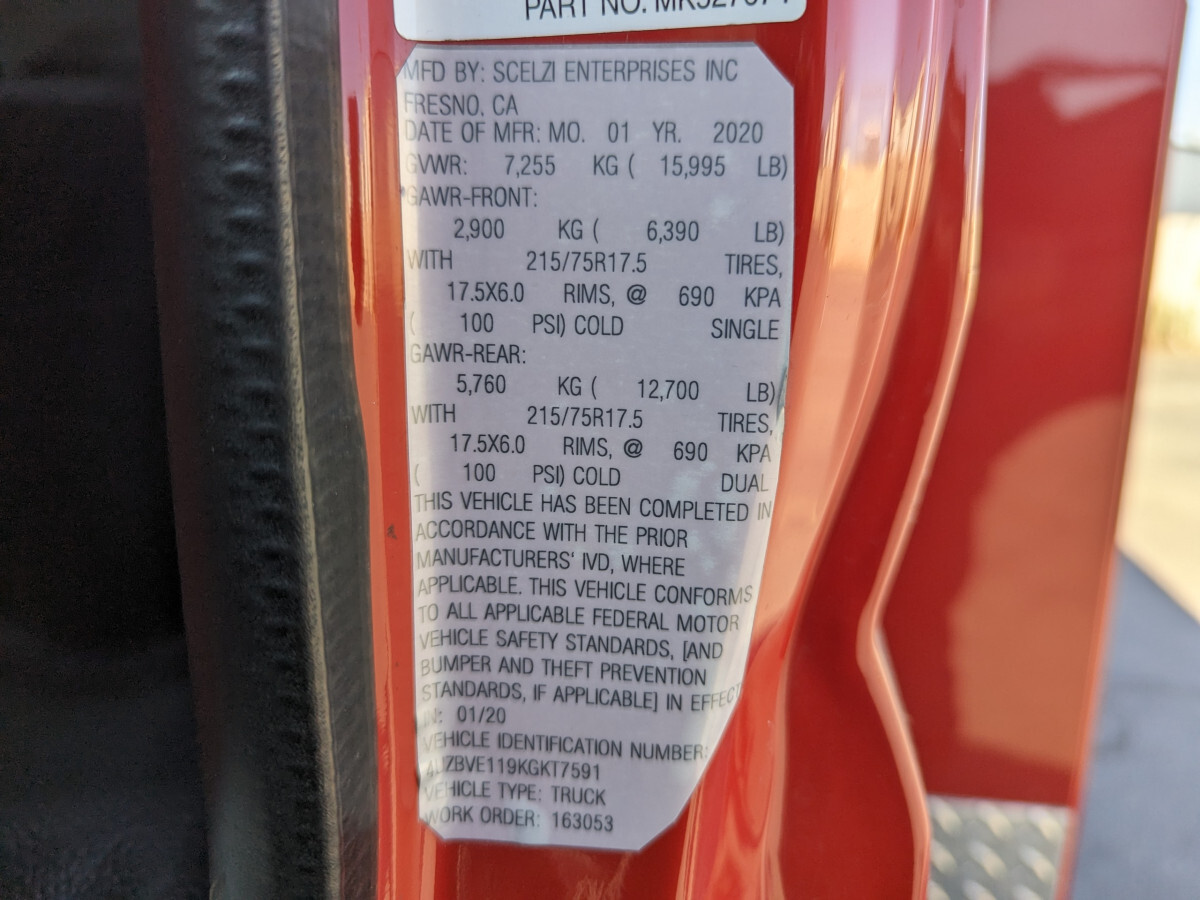 PART NO.
MFD BY: SCELZI ENTERPRISES INC
FRESNO, CA
DATE OF MFR: MO. 01 YR. 2020
GVWR: 7,255 KG ( 15,995 LB)
GAWR-FRONT:
2,900 KG ( 6,390 LB)
WITH 215/75R17.5 TIRES,
17.5X6.0 RIMS, @ 690 KPA
( 100 PSI) COLD SINGLE
GAWR-REAR:
5,760 KG ( 12,700 LB)
WITH 215/75R17.5 TIRES,
17.5X6.0 RIMS, @ 690 KPA
( 100 PSI) COLD DUAL
THIS VEHICLE HAS BEEN COMPLETED IN
ACCORDANCE WITH THE PRIOR
MANUFACTURERS' IVD, WHERE
APPLICABLE. THIS VEHICLE CONFORMS
TO ALL APPLICABLE FEDERAL MOTOR
VEHICLE SAFETY STANDARDS, [AND
BUMPER AND THEFT PREVENTION
STANDARDS, IF APPLICABLE] IN EFFECT
IN: 01/20
VEHICLE IDENTIFICATION NUMBER:
4UZBVE119KGKT7591
VEHICLE TYPE: TRUCK
WORK ORDER: 163053